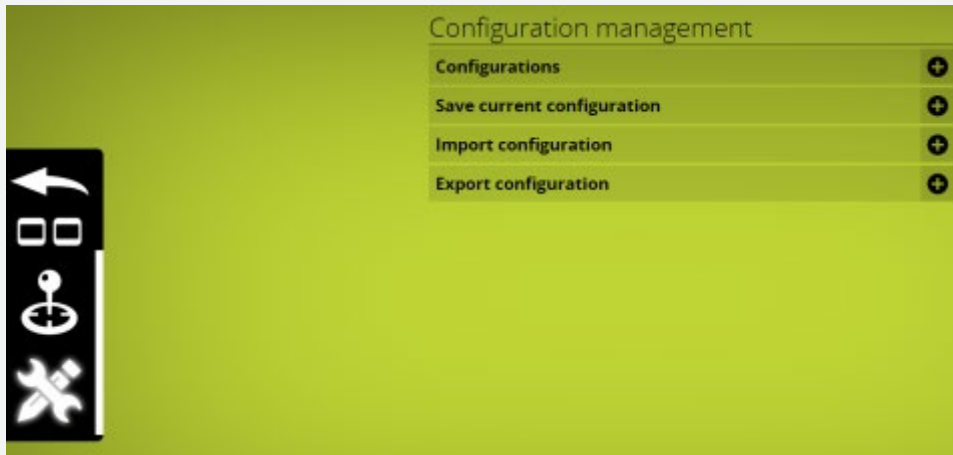 Configuration management
Configurations
Save current configuration
Import configuration
Export configuration